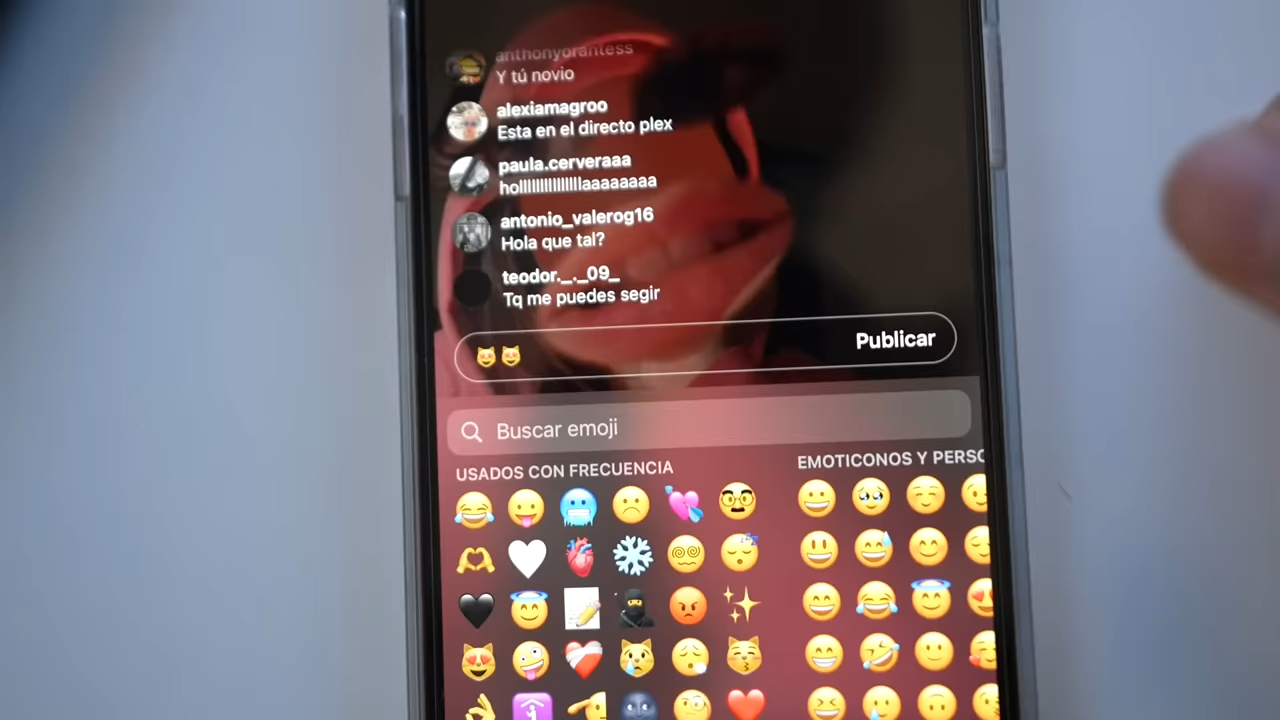 anthonyorantess
Y tú novio
alexiamagroo
Esta en el directo plex
paula.cerveraaa
hollllllllllllllllaaaaaaaa
antonio_valerog16
Hola que tal?
teodor._._09_
Tq me puedes segir
Publicar
Buscar emoji
USADOS CON FRECUENCIA
EMOTICONOS Y PERSO